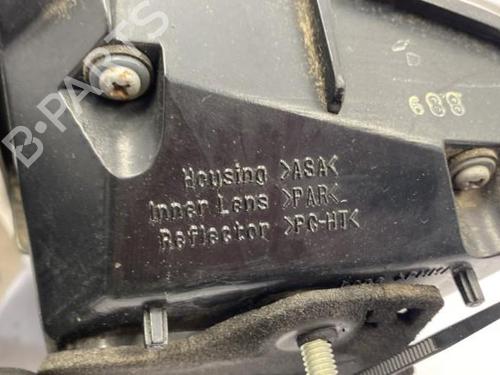 B-PARTS
688
Housing >ASA<
Inner Lens >PAR<
Reflector >PC-HT<